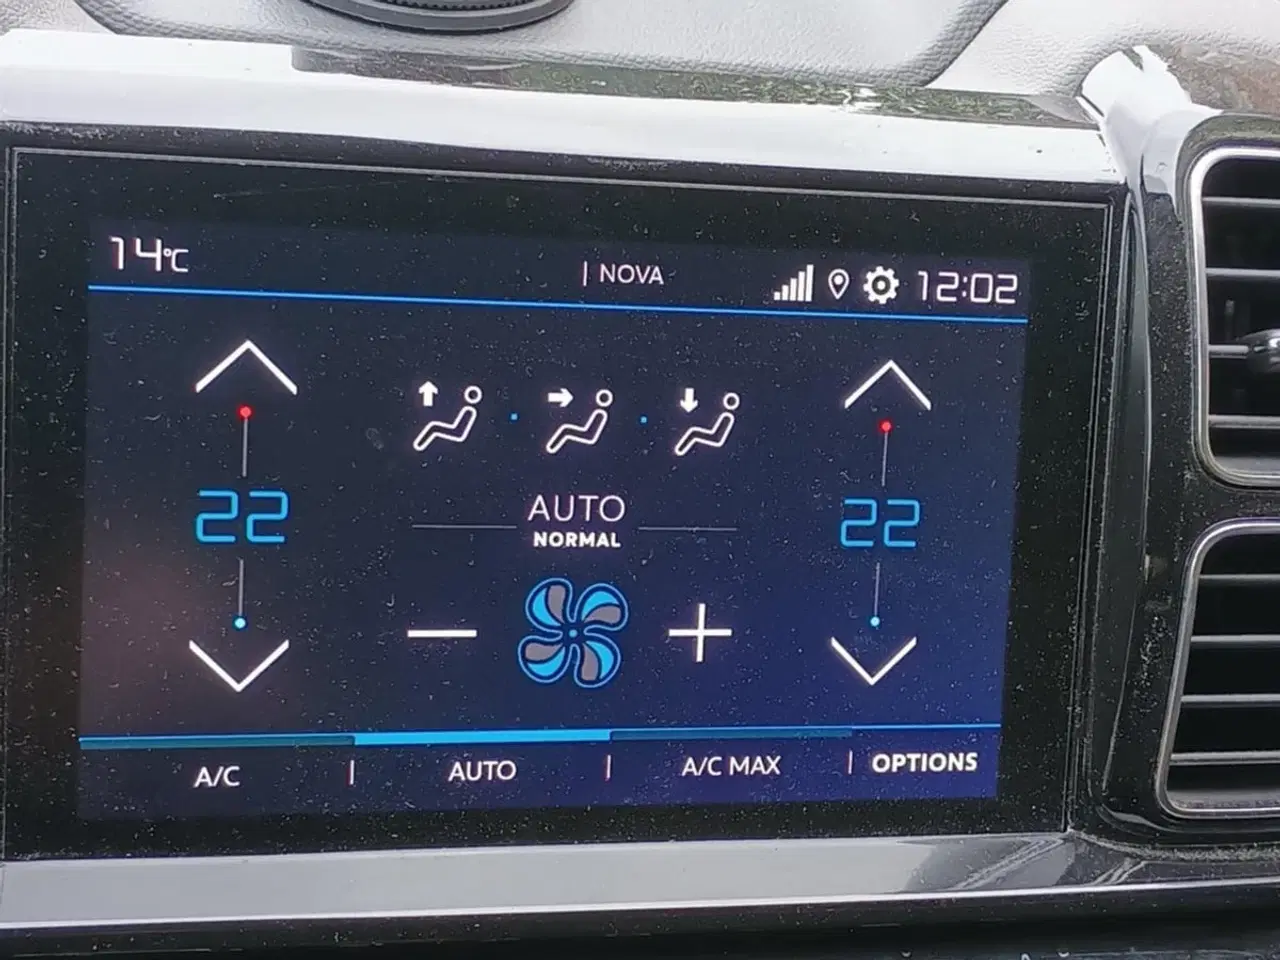 14°C | NOVA 12:02
22 22
AUTO
NORMAL
A/C | AUTO | A/C MAX | OPTIONS